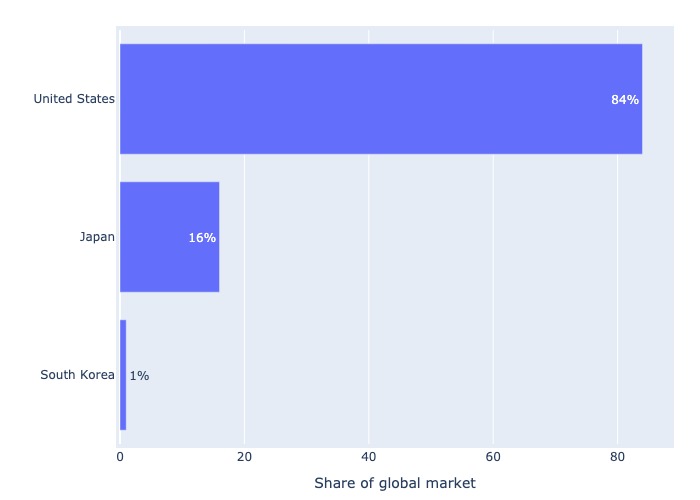 United States
84%
Japan
16%
South Korea
1%
0 20 40 60 80
Share of global market